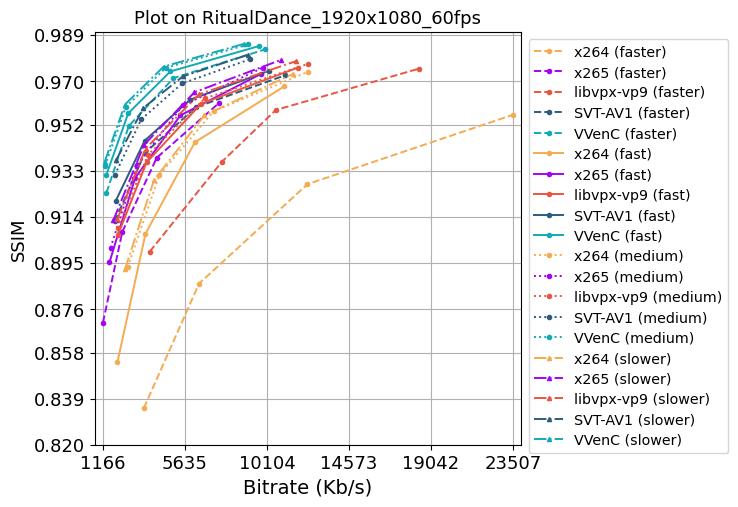 Plot on RitualDance_1920x1080_60fps
0.989
0.970
0.952
0.933
0.914
0.895
0.876
0.858
0.839
0.820
SSIM
1166 5635 10104 14573 19042 23507
Bitrate (Kb/s)
x264 (faster)
x265 (faster)
libvpx-vp9 (faster)
SVT-AV1 (faster)
VVenC (faster)
x264 (fast)
x265 (fast)
libvpx-vp9 (fast)
SVT-AV1 (fast)
VVenC (fast)
x264 (medium)
x265 (medium)
libvpx-vp9 (medium)
SVT-AV1 (medium)
VVenC (medium)
x264 (slower)
x265 (slower)
libvpx-vp9 (slower)
SVT-AV1 (slower)
VVenC (slower)